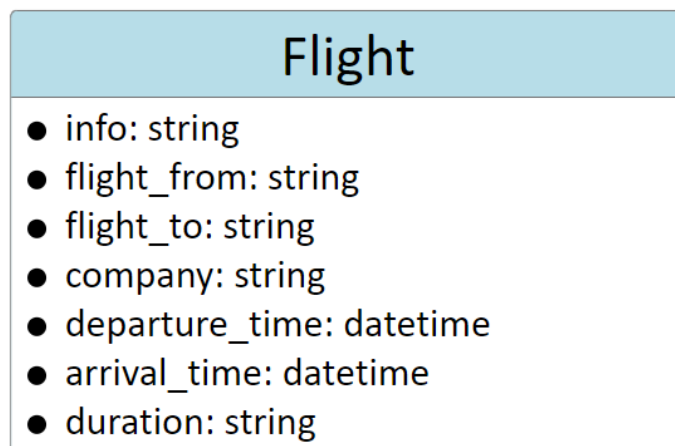 Flight
● info: string
● flight_from: string
● flight_to: string
● company: string
● departure_time: datetime
● arrival_time: datetime
● duration: string